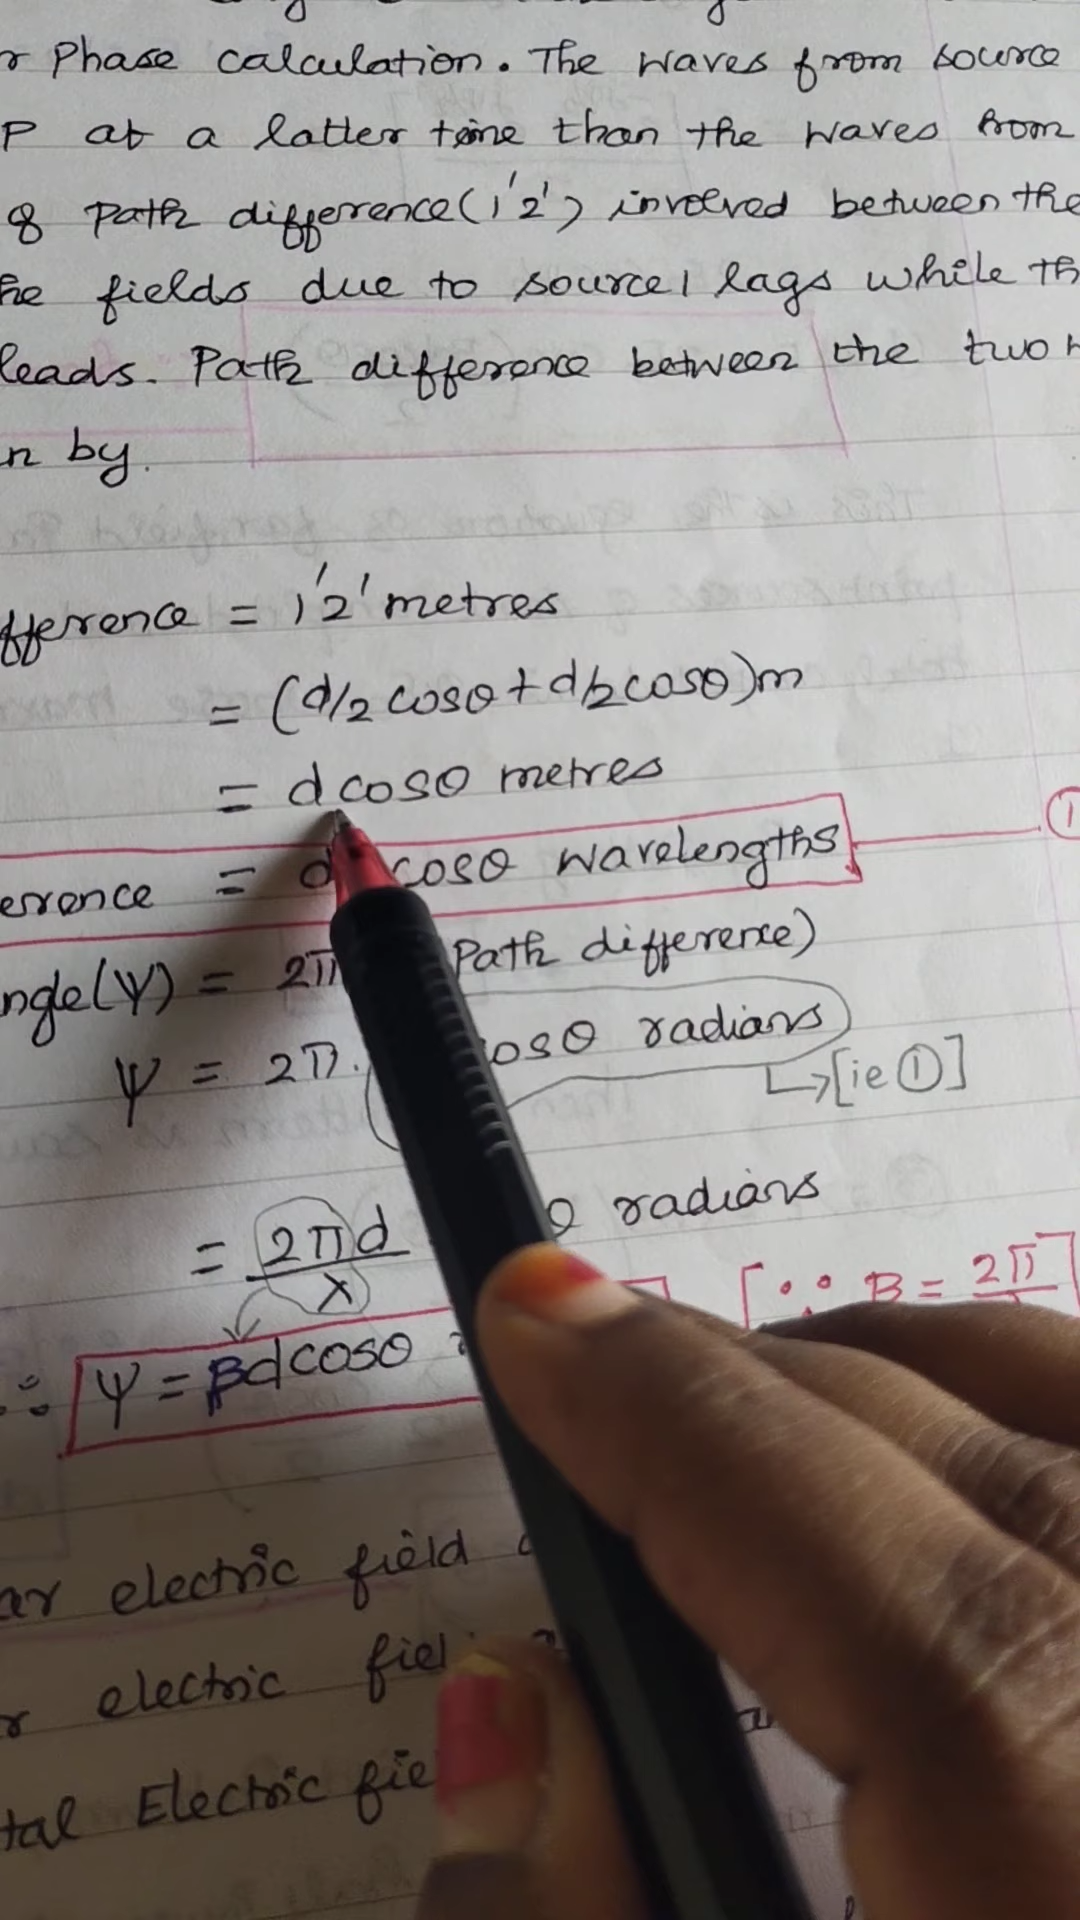 r Phase calculation. The waves from source
P at a latter time than the waves from
of path difference (1'2') involved between the
he fields due to source 1 lags while th
leads. Path difference between the two
n by.
fference = 1'2' metres
= (d/2 cosθ + d/2 cosθ) m
= d cosθ metres
erence = d cosθ wavelengths ①
ngle (ψ) = 2π Path difference)
ψ = 2π. osθ radians
↳ [ie ①]
= 2πd/λ θ radians
[∵ β = 2π
∴ ψ = βd cosθ
ar electric field
r electric fiel
tal Electric fie